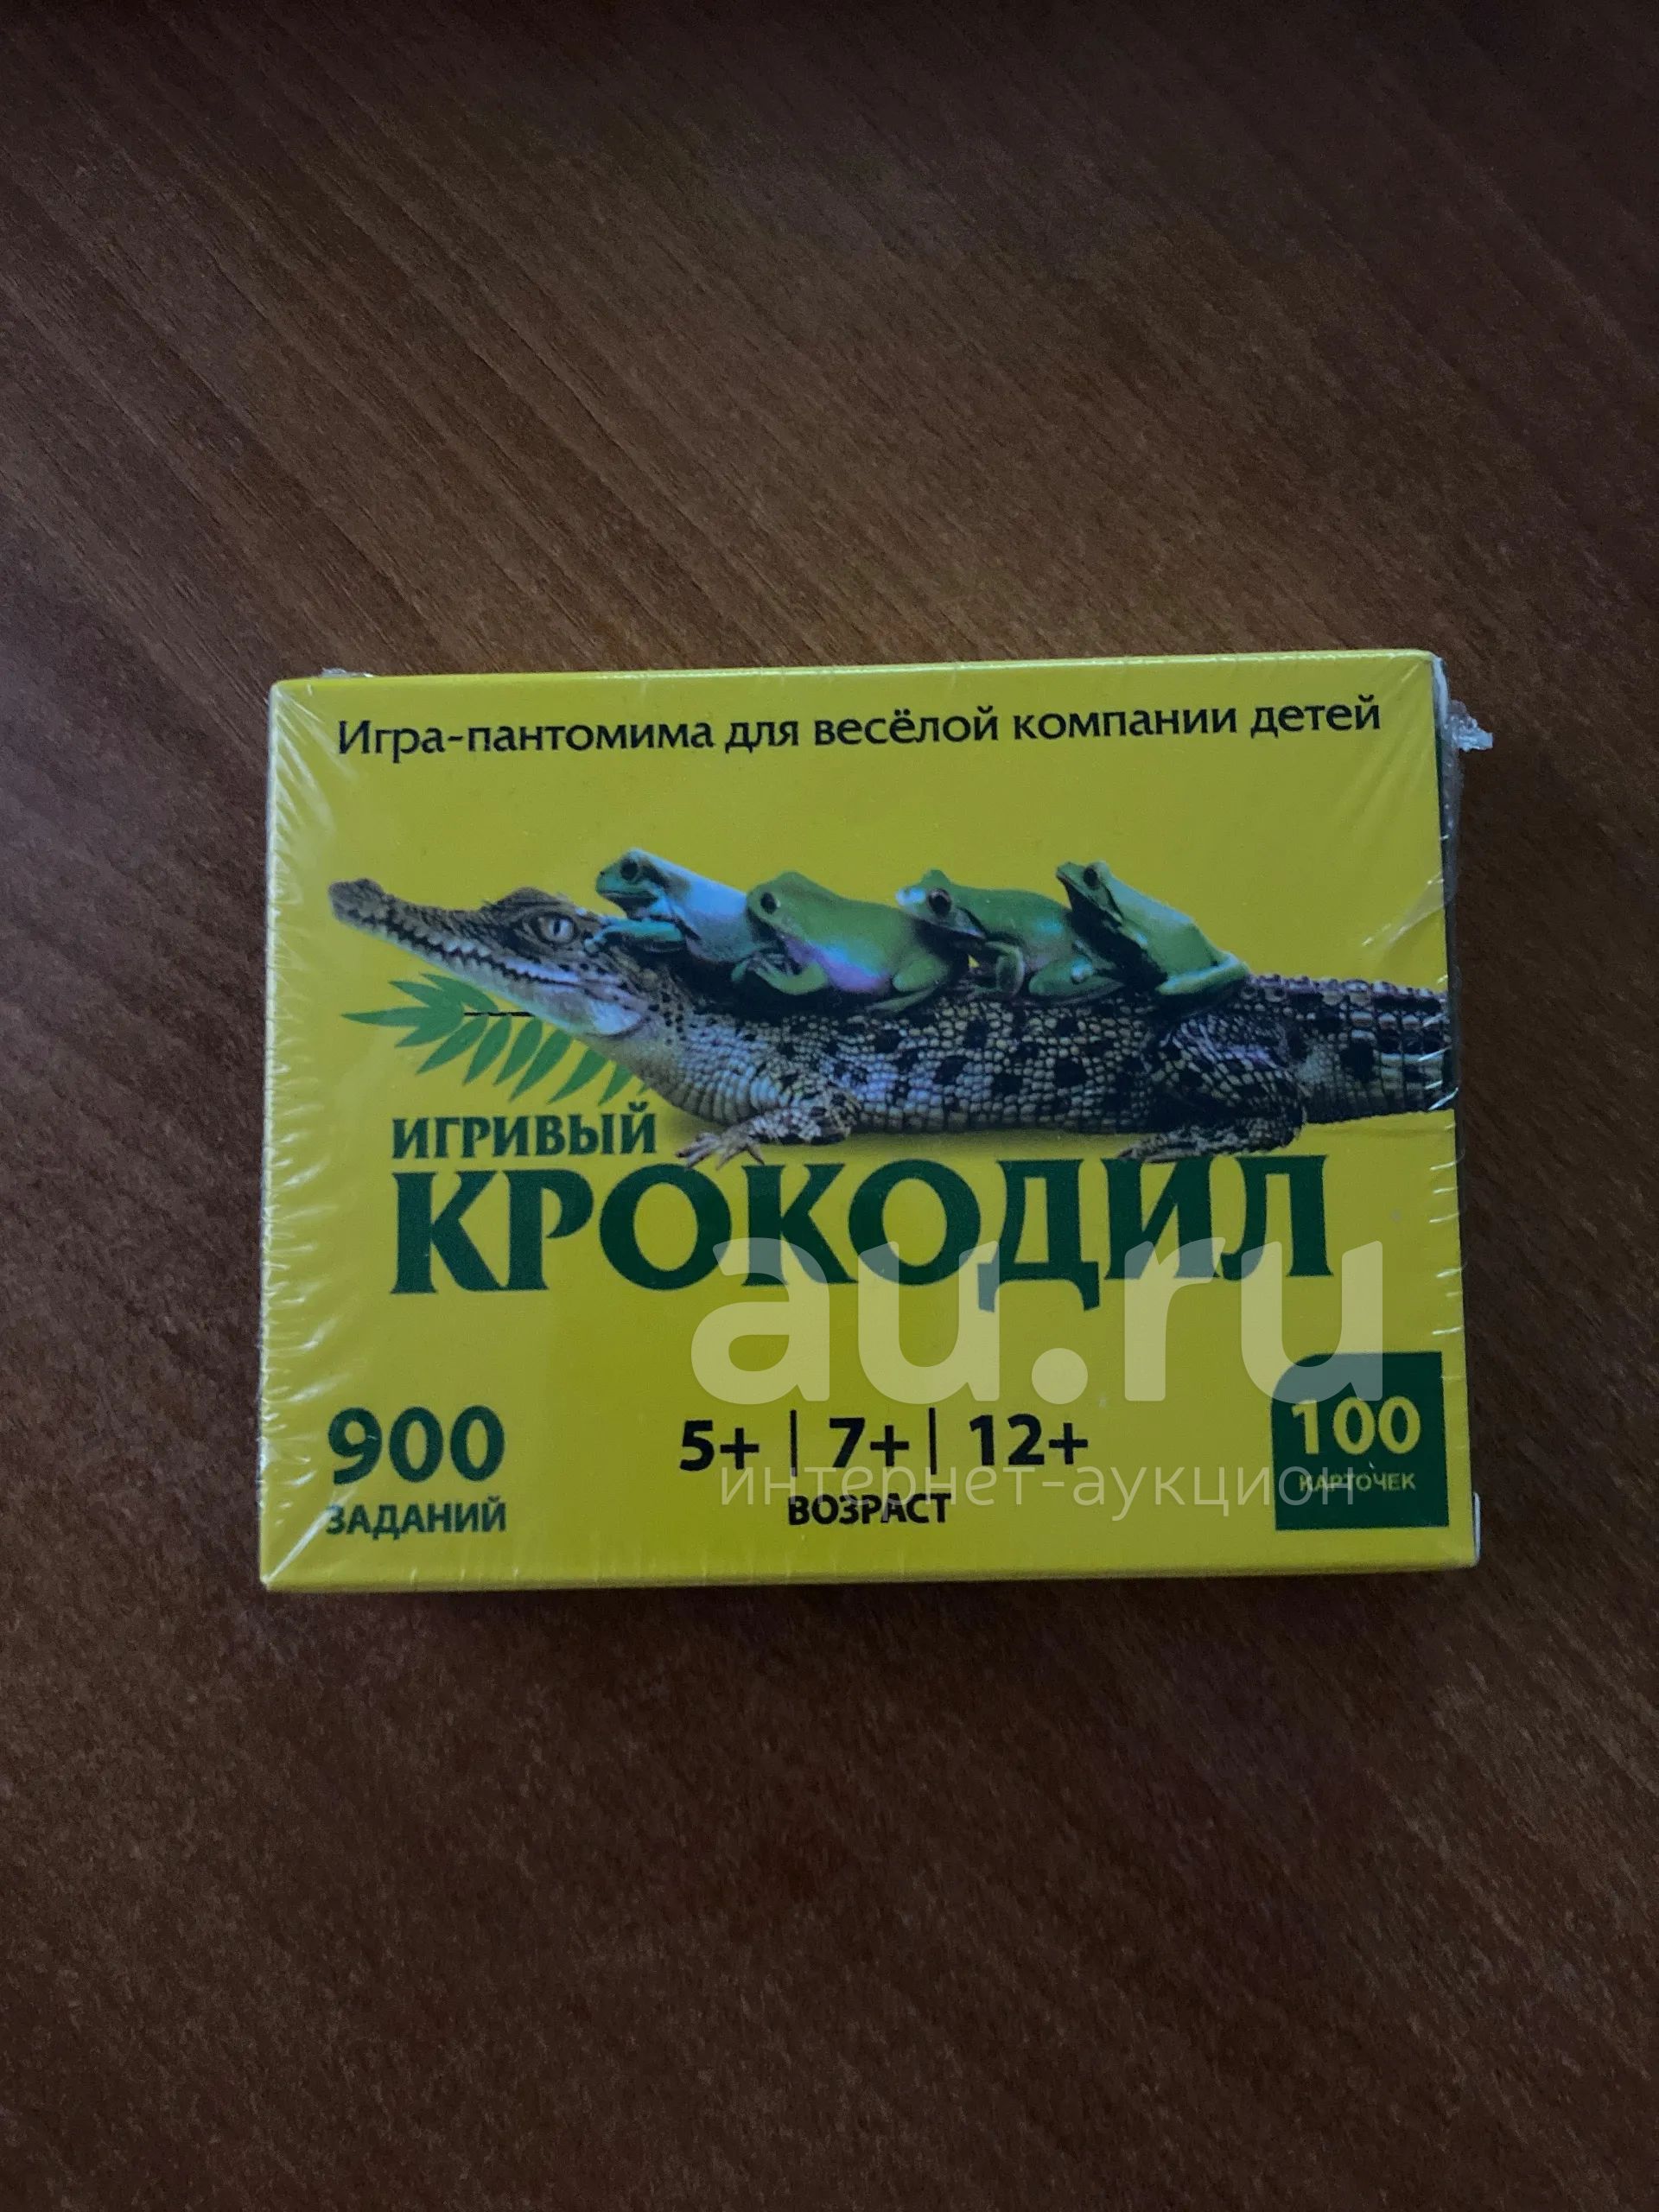 Игра-пантомима для весёлой компании детей
ИГРИВЫЙ
КРОКОДИЛ
au.ru
900
ЗАДАНИЙ
5+ | 7+ | 12+
ВОЗРАСТ
интернет-аукцион
100
КАРТОЧЕК